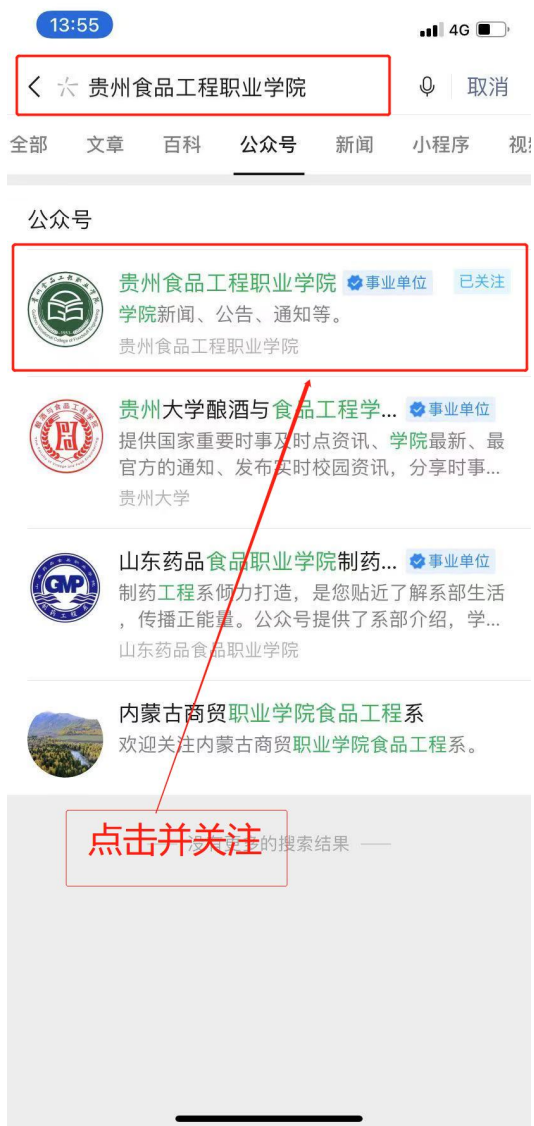 13:55
4G
贵州食品工程职业学院
取消
全部 文章 百科 公众号 新闻 小程序
公众号
贵州食品工程职业学院 事业单位 已关注
学院新闻、公告、通知等。
贵州食品工程职业学院
贵州大学酿酒与食品工程学... 事业单位
提供国家重要时事及时点资讯、学院最新、最
官方的通知、发布实时校园资讯，分享时事...
贵州大学
山东药品食品职业学院制药... 事业单位
制药工程系倾力打造，是您贴近了解系部生活
，传播正能量。公众号提供了系部介绍，学...
山东药品食品职业学院
GMP
内蒙古商贸职业学院食品工程系
欢迎关注内蒙古商贸职业学院食品工程系。
点击并关注
没有更多的搜索结果